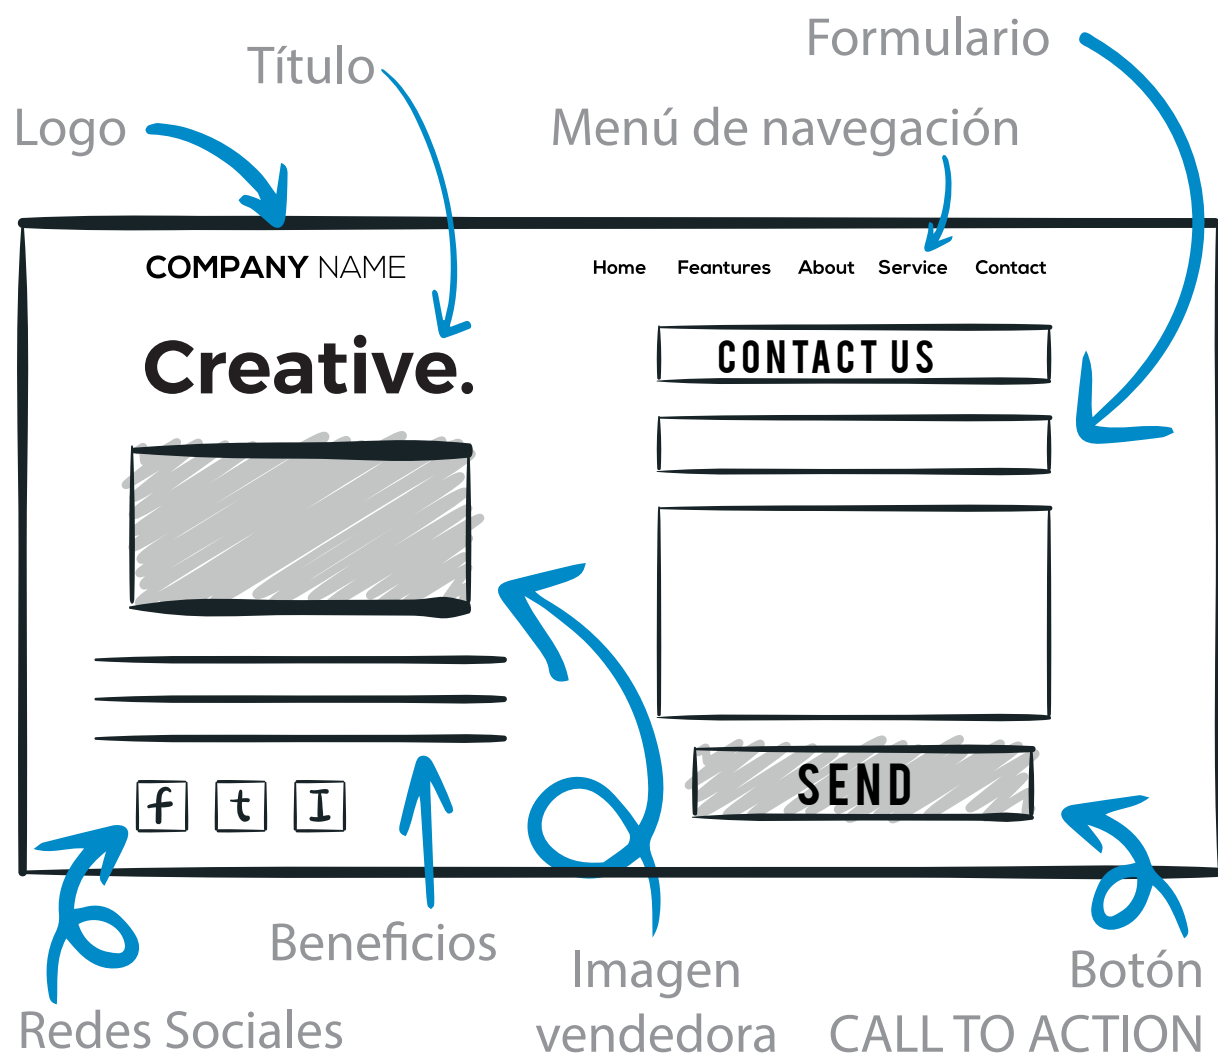 Formulario
Título
Logo
Menú de navegación
COMPANY NAME
Home Feantures About Service Contact
Creative.
CONTACT US
SEND
f t I
Beneficios
Imagen
vendedora
Botón
CALL TO ACTION
Redes Sociales